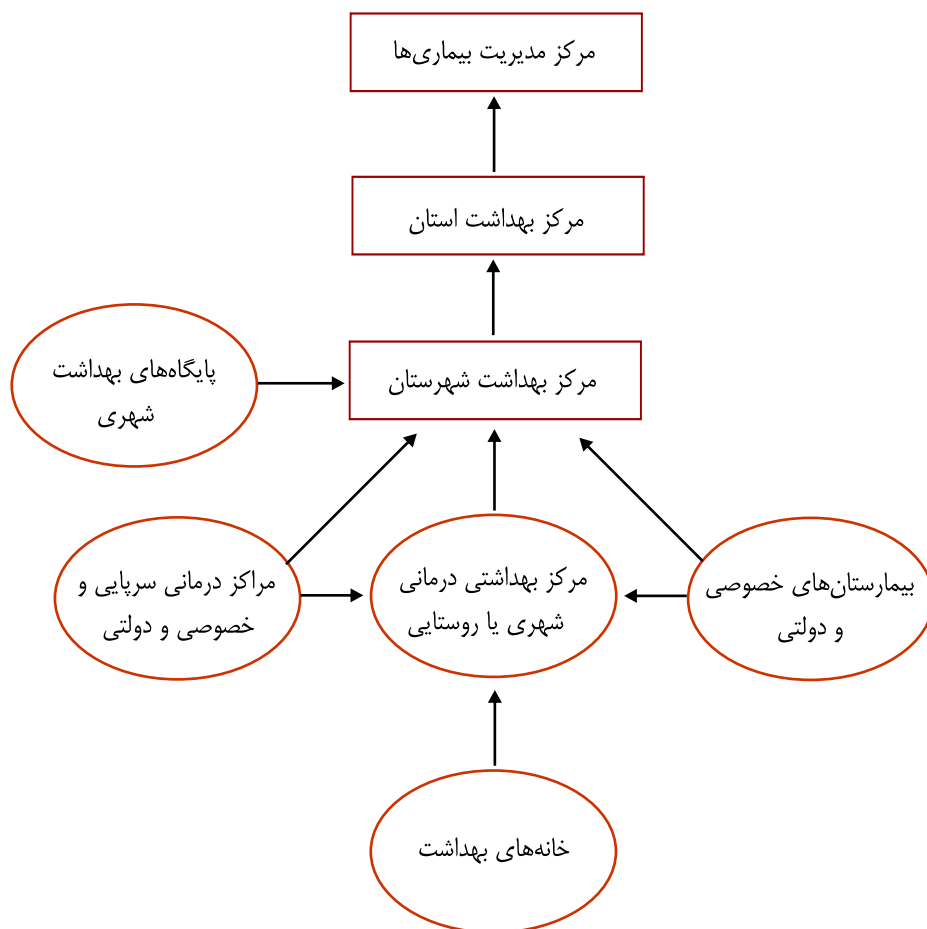 مرکز مدیریت بیماری‌ها
مرکز بهداشت استان
مرکز بهداشت شهرستان
پایگاه‌های بهداشت
شهری
بیمارستان‌های خصوصی
و دولتی
مرکز بهداشتی درمانی
شهری یا روستایی
مراکز درمانی سرپایی و
خصوصی و دولتی
خانه‌های بهداشت